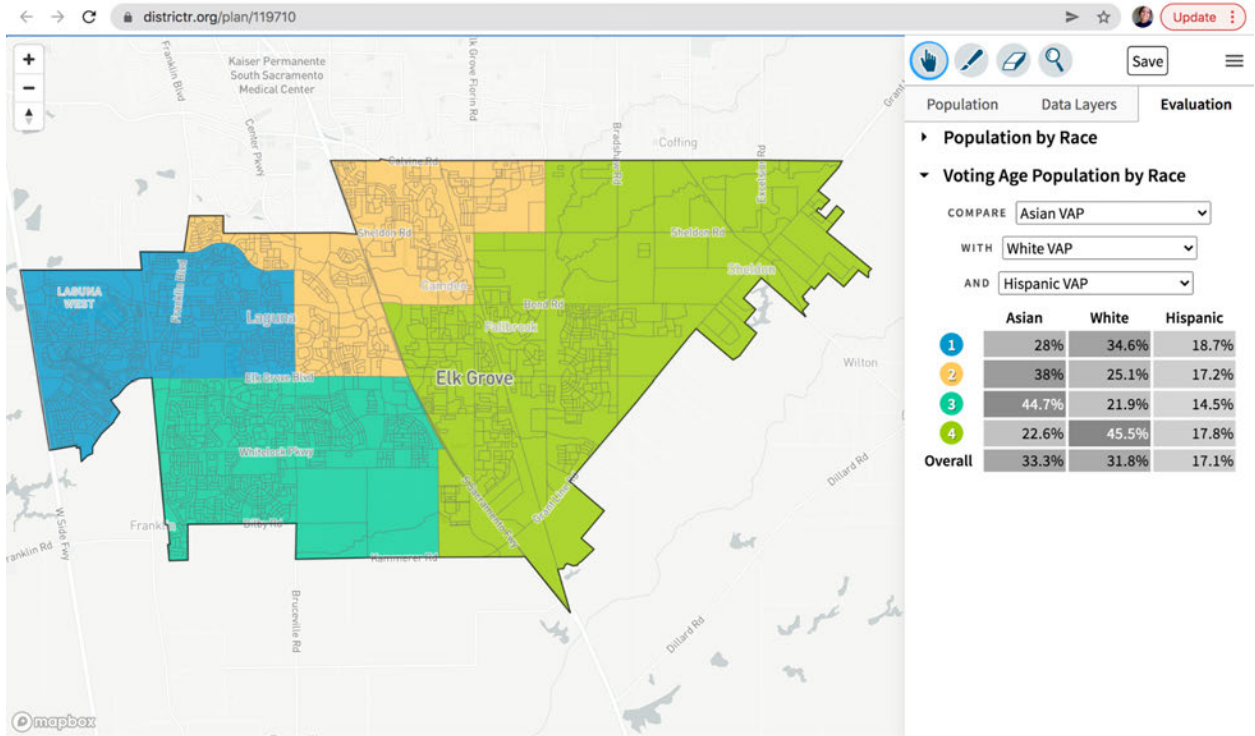 districtr.org/plan/119710
Update
Save
Population
Data Layers
Evaluation
Population by Race
Voting Age Population by Race
COMPARE Asian VAP
WITH White VAP
AND Hispanic VAP
Asian White Hispanic
1 28% 34.6% 18.7%
2 38% 25.1% 17.2%
3 44.7% 21.9% 14.5%
4 22.6% 45.5% 17.8%
Overall 33.3% 31.8% 17.1%
Franklin Blvd
Kaiser Permanente
South Sacramento
Medical Center
Center Pkwy
lk Grove Florin Rd
Bradshaw Rd
Coffing
Excelsior Rd
Calvine Rd
Sheldon Rd
Sheldon Rd
Sheldon
LAGUNA
WEST
Franklin Blvd
Laguna
Camden
Bond Rd
Fallbrook
Elk Grove Blvd
Elk Grove
Wilton
Whitelock Pkwy
Sacramento Fwy
Grant Line Rd
Dillard Rd
Franklin
Bilby Rd
ranklin Rd
W Side Fwy
Kammerer Rd
Bruceville Rd
Dillard Rd
mapbox